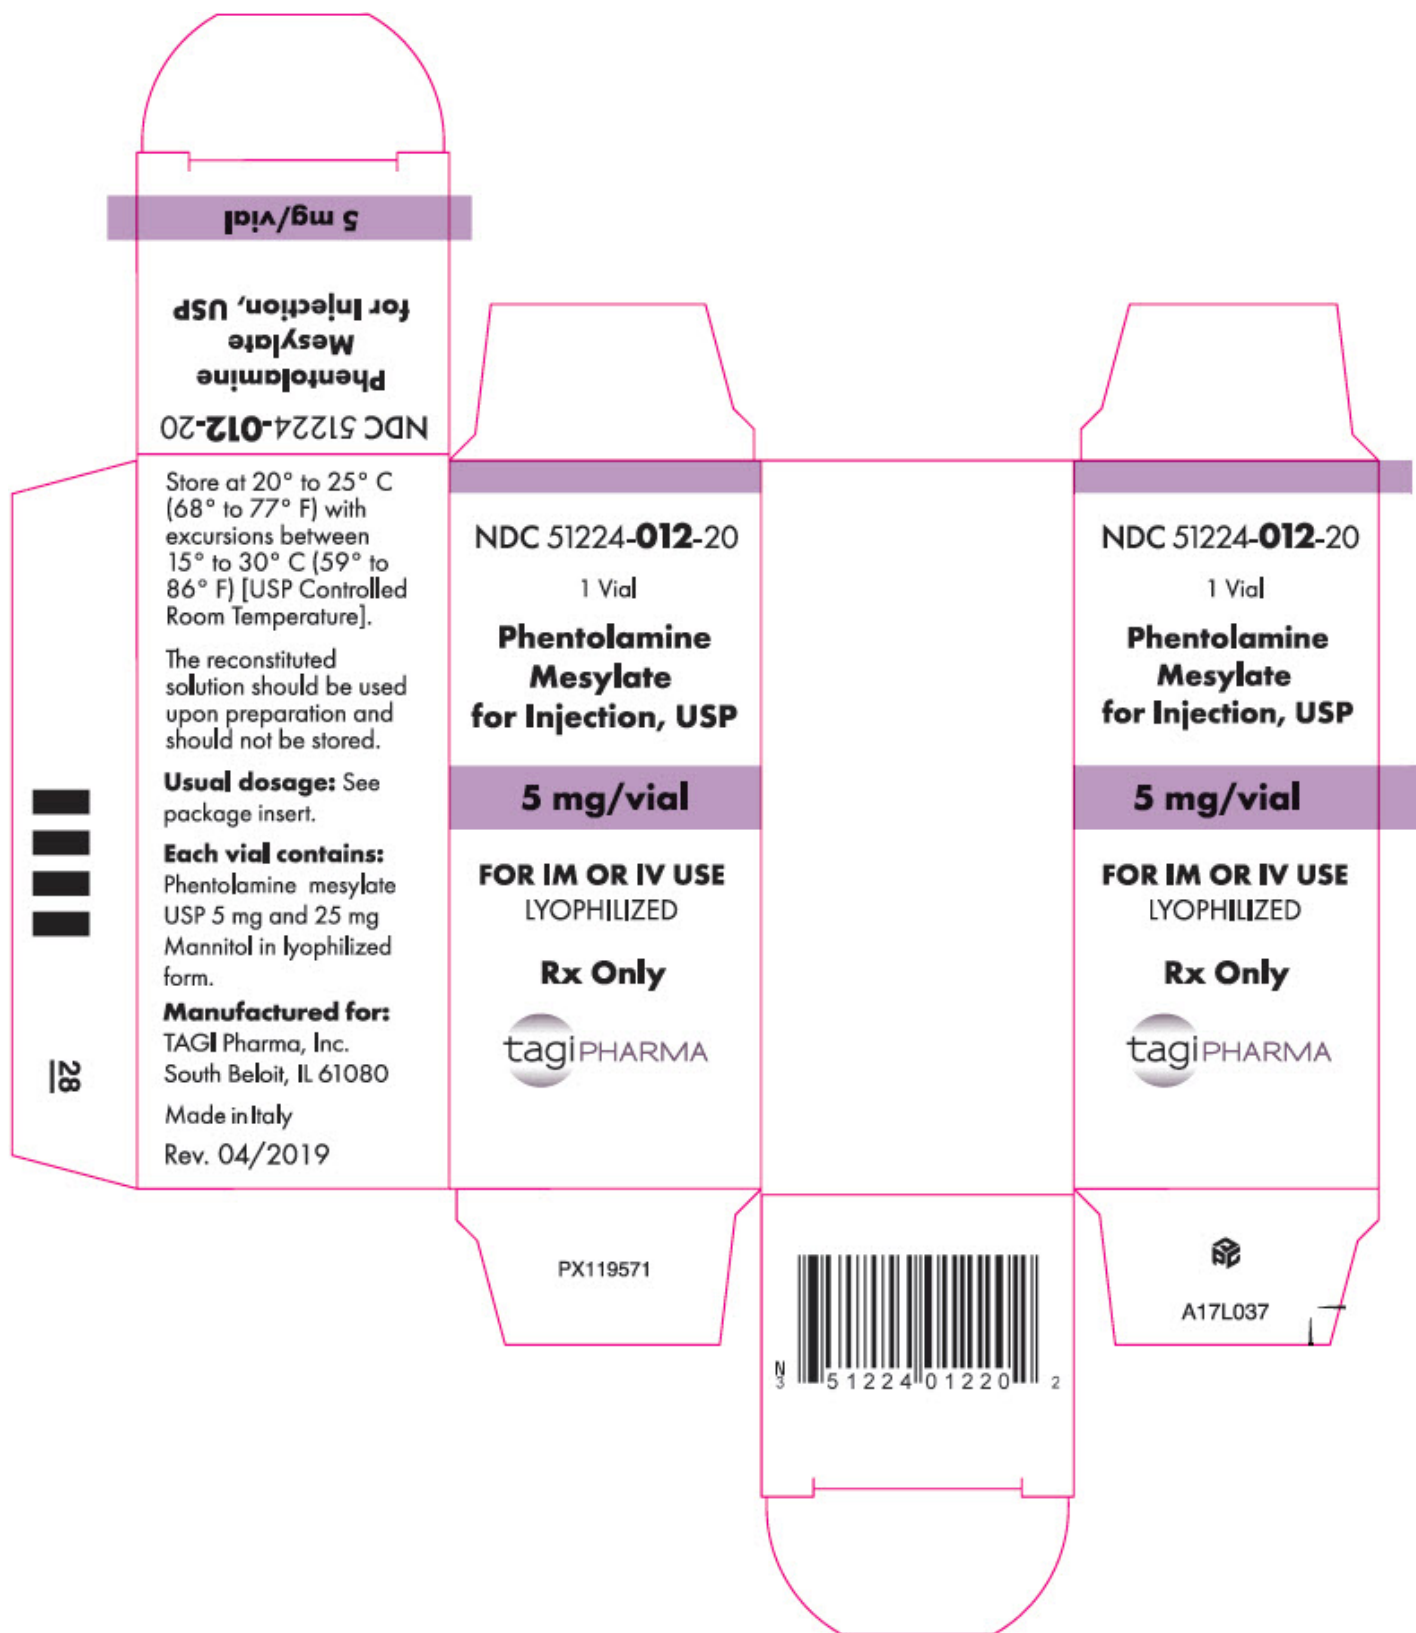 5 mg/vial
for Injection, USP
Mesylate
Phentolamine
NDC 51224-012-20
Store at 20° to 25° C
(68° to 77° F) with
excursions between
15° to 30° C (59° to
86° F) [USP Controlled
Room Temperature].
The reconstituted
solution should be used
upon preparation and
should not be stored.
Usual dosage: See
package insert.
Each vial contains:
Phentolamine mesylate
USP 5 mg and 25 mg
Mannitol in lyophilized
form.
Manufactured for:
TAGI Pharma, Inc.
South Beloit, IL 61080
Made in Italy
Rev. 04/2019
28
NDC 51224-012-20
1 Vial
Phentolamine
Mesylate
for Injection, USP
5 mg/vial
FOR IM OR IV USE
LYOPHILIZED
Rx Only
tagiPHARMA
PX119571
N
3 51224 01220 2
NDC 51224-012-20
1 Vial
Phentolamine
Mesylate
for Injection, USP
5 mg/vial
FOR IM OR IV USE
LYOPHILIZED
Rx Only
tagiPHARMA
A17L037